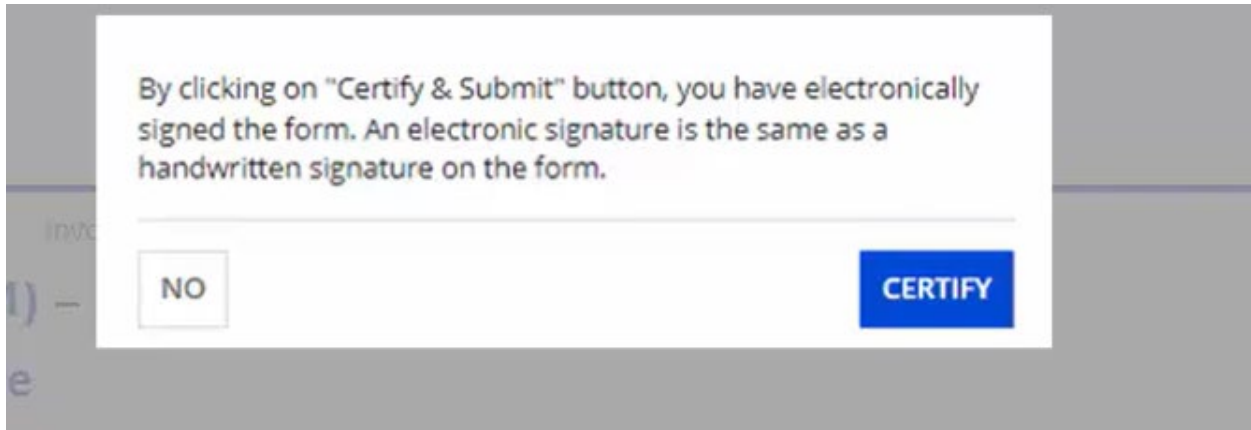 By clicking on "Certify & Submit" button, you have electronically
signed the form. An electronic signature is the same as a
handwritten signature on the form.
NO
CERTIFY